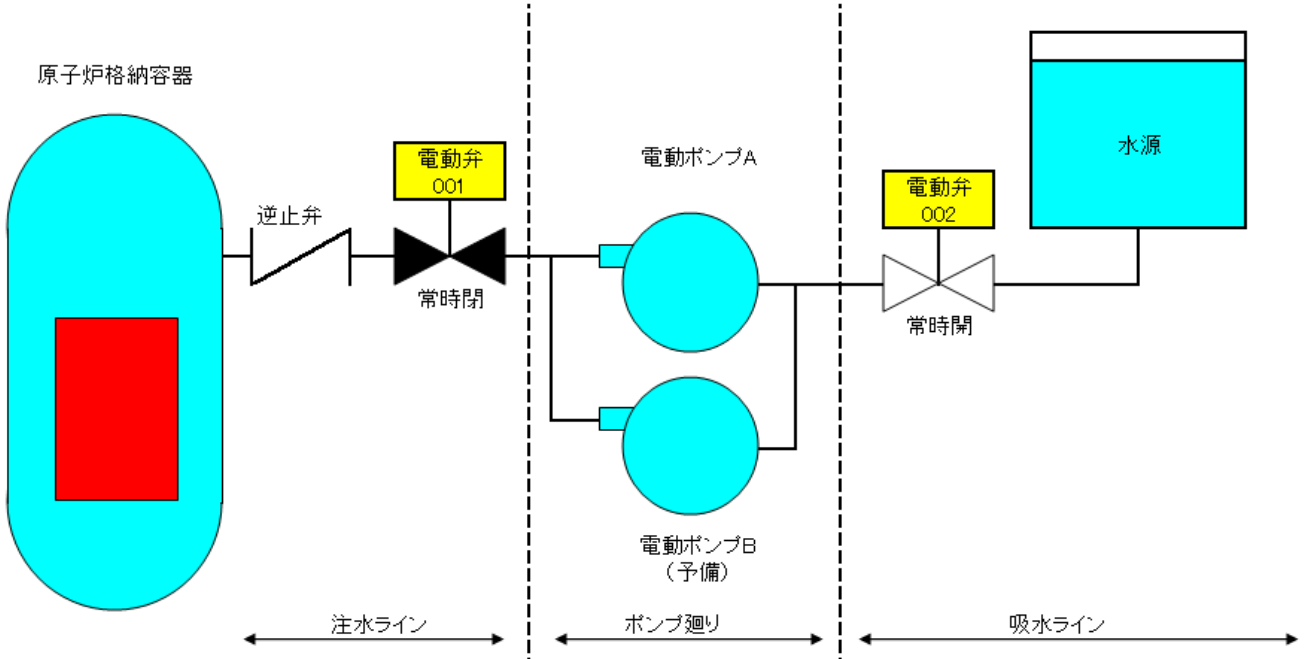 原子炉格納容器
逆止弁
電動弁
001
常時閉
電動ポンプA
電動ポンプB
（予備）
電動弁
002
常時開
水源
注水ライン
ポンプ廻り
吸水ライン